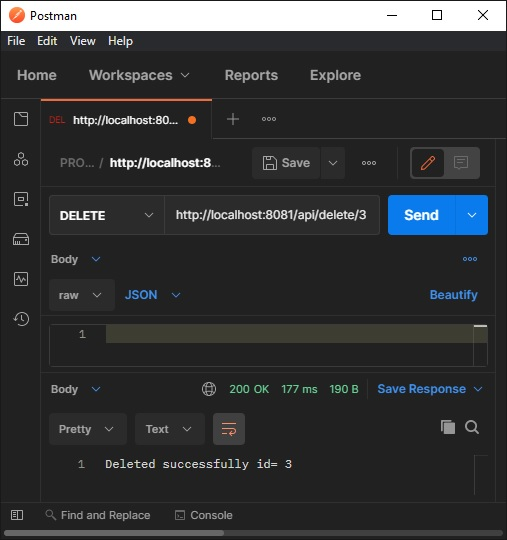 Postman
File Edit View Help
Home Workspaces Reports Explore
DEL http://localhost:80...
PRO... / http://localhost:8... Save
DELETE http://localhost:8081/api/delete/3 Send
Body
raw JSON Beautify
1
Body 200 OK 177 ms 190 B Save Response
Pretty Text
1 Deleted successfully id= 3
Find and Replace Console